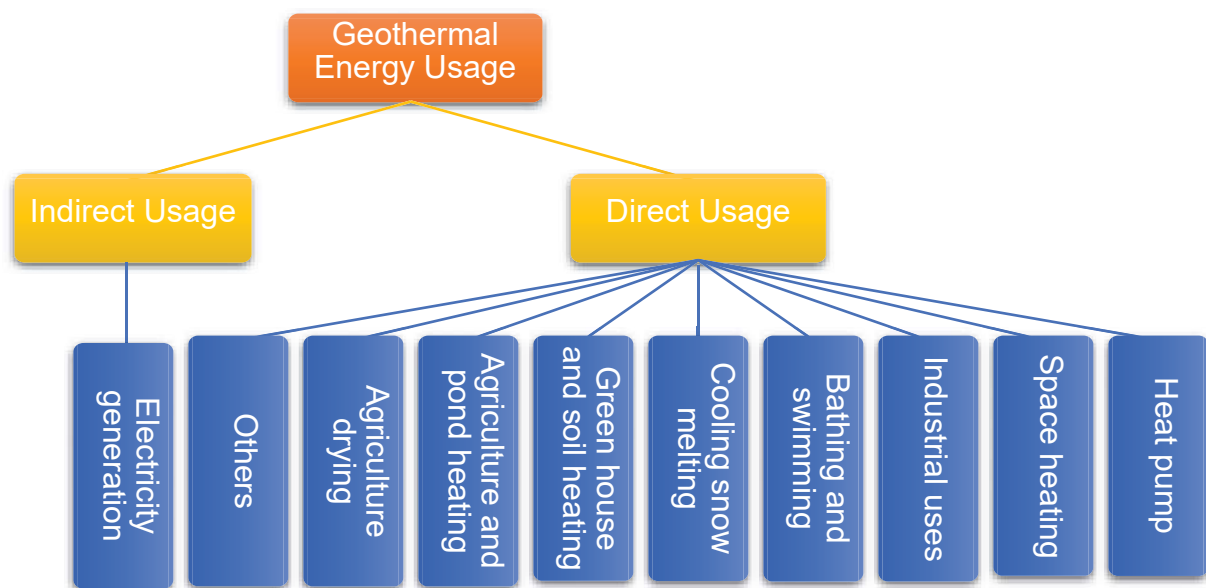 Geothermal
Energy Usage
Indirect Usage
Direct Usage
Electricity
generation
Others
Agriculture
drying
Agriculture and
pond heating
Green house
and soil heating
Cooling snow
melting
Bathing and
swimming
Industrial uses
Space heating
Heat pump